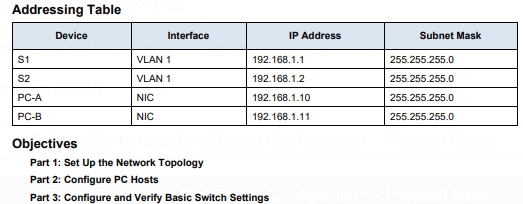 Addressing Table
Device Interface IP Address Subnet Mask
S1 VLAN 1 192.168.1.1 255.255.255.0
S2 VLAN 1 192.168.1.2 255.255.255.0
PC-A NIC 192.168.1.10 255.255.255.0
PC-B NIC 192.168.1.11 255.255.255.0
Objectives
Part 1: Set Up the Network Topology
Part 2: Configure PC Hosts
Part 3: Configure and Verify Basic Switch Settings